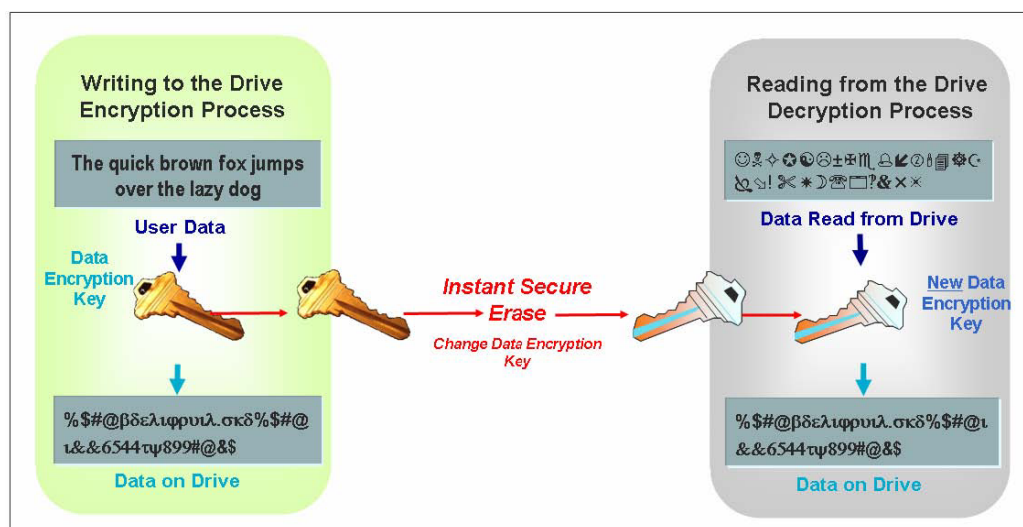 Writing to the Drive
Encryption Process
The quick brown fox jumps
over the lazy dog
User Data
Data
Encryption
Key
%$#@βδελιφρυιλ.σκδ%$#@
ι&&6544τψ899#@&$
Data on Drive
Instant Secure
Erase
Change Data Encryption
Key
Reading from the Drive
Decryption Process
Data Read from Drive
New Data
Encryption
Key
%$#@βδελιφρυιλ.σκδ%$#@ι
&&6544τψ899#@&$
Data on Drive